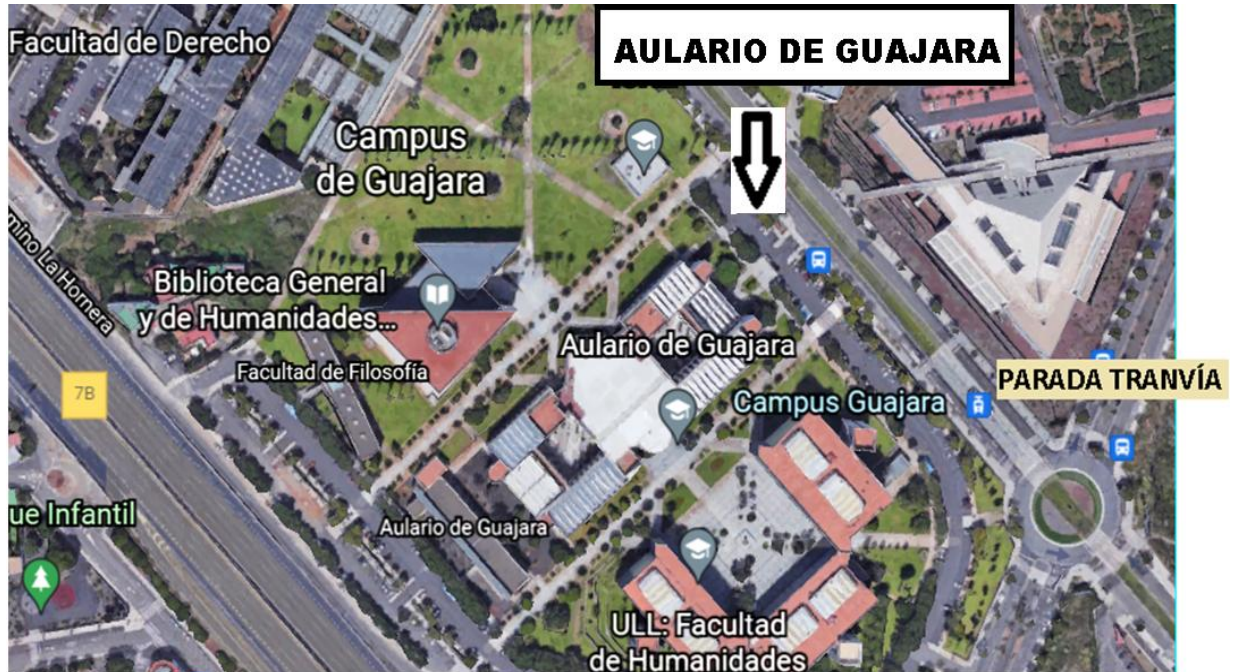 Facultad de Derecho
AULARIO DE GUAJARA
Campus
de Guajara
mino La Hornera
Biblioteca General
y de Humanidades...
Facultad de Filosofía
7B
Aulario de Guajara
PARADA TRANVÍA
Campus Guajara
ue Infantil
Aulario de Guajara
ULL: Facultad
de Humanidades